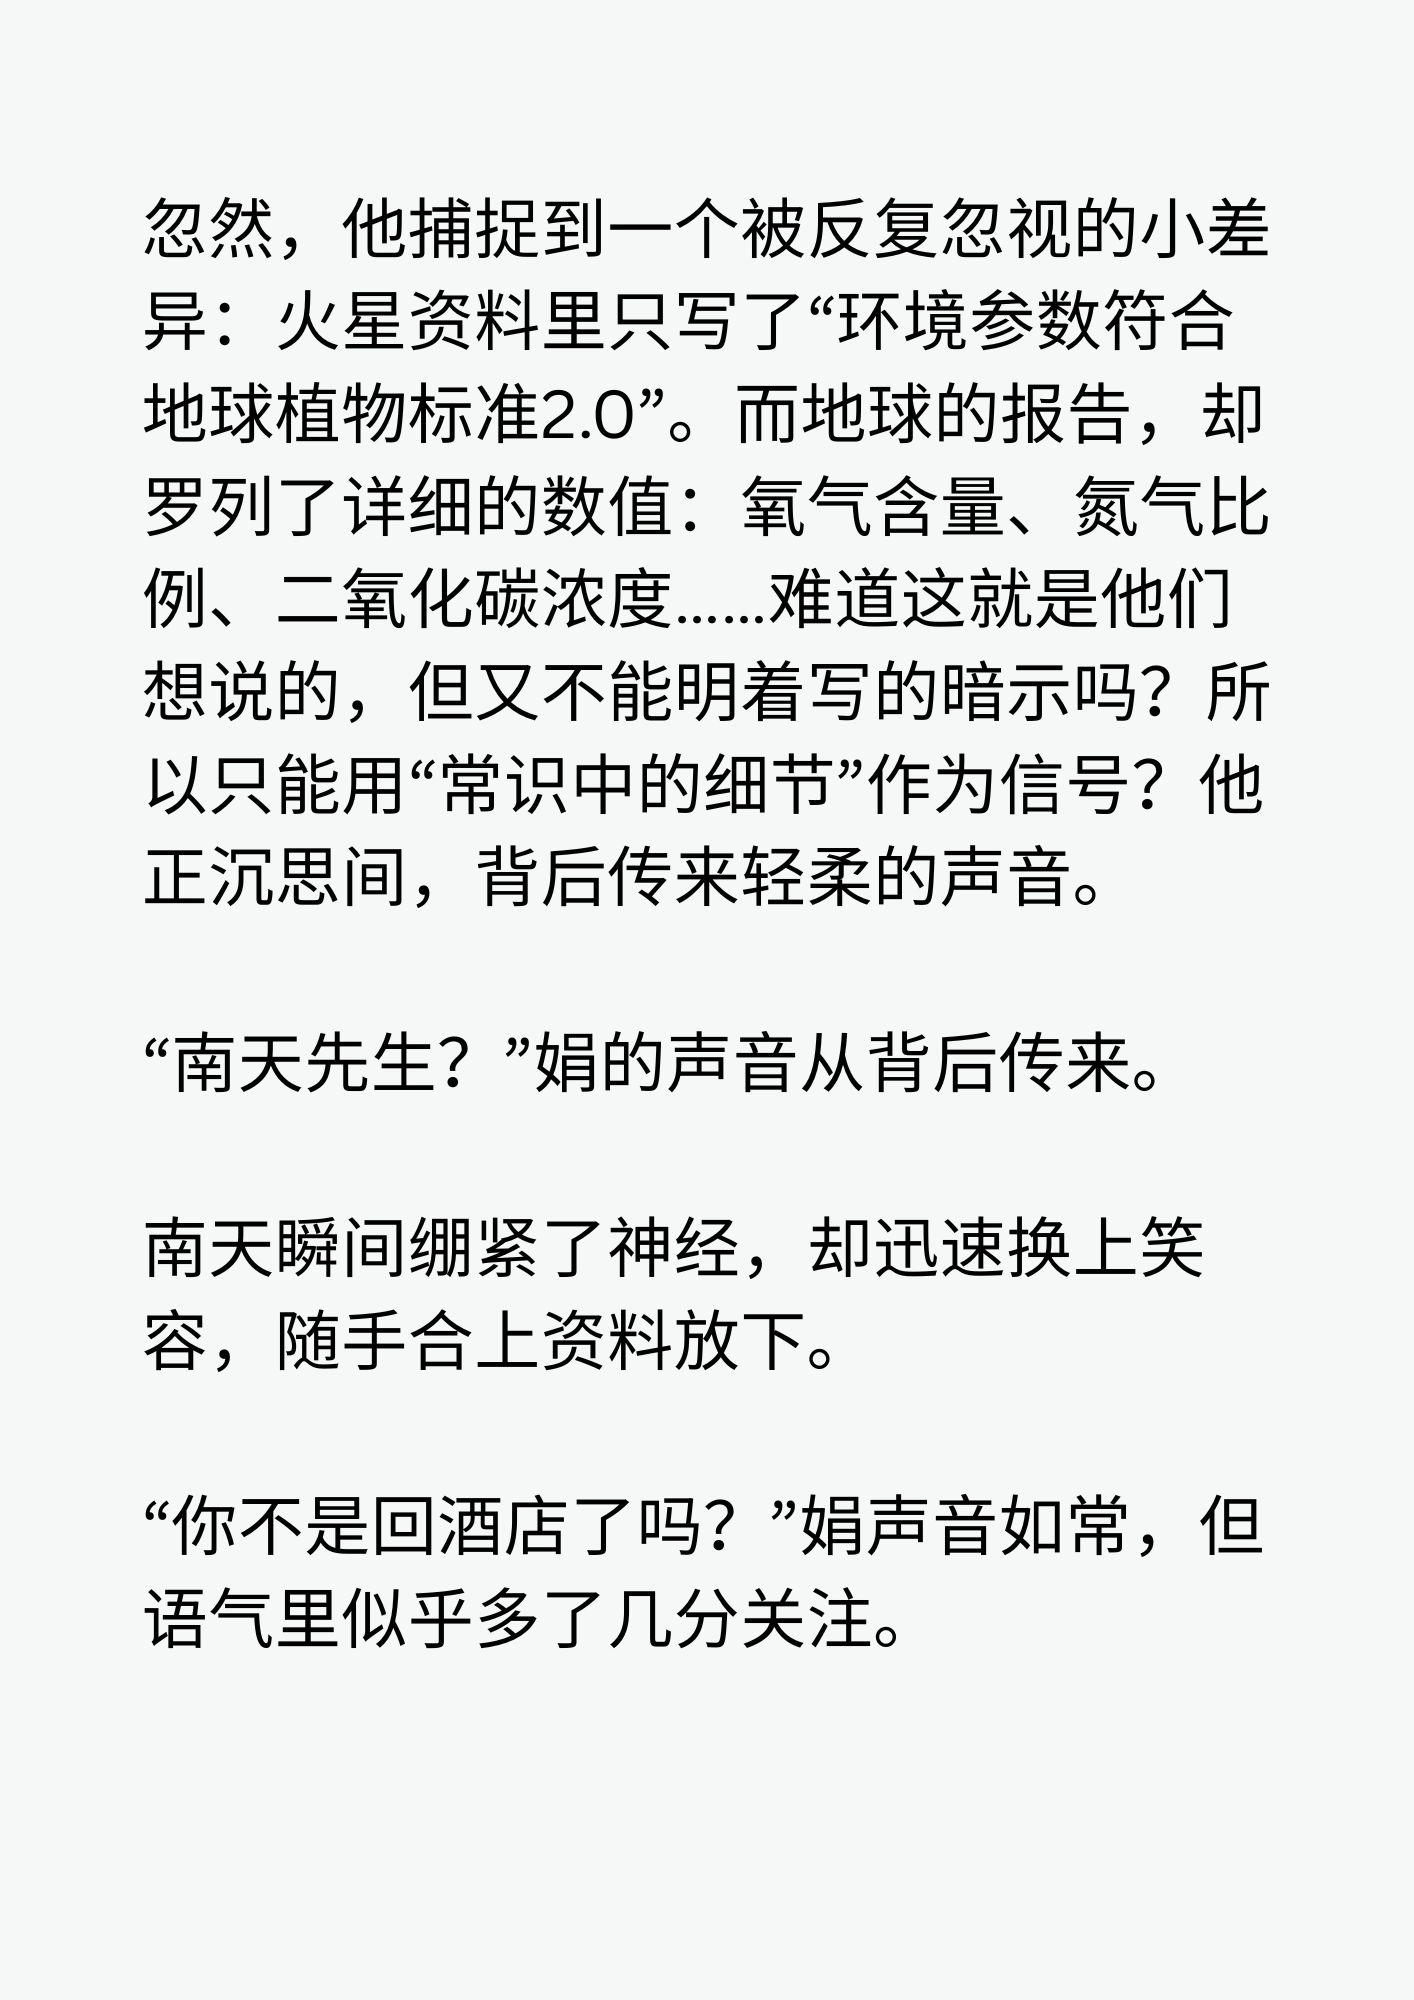 忽然，他捕捉到一个被反复忽视的小差
异：火星资料里只写了“环境参数符合
地球植物标准2.0”。而地球的报告，却
罗列了详细的数值：氧气含量、氮气比
例、二氧化碳浓度……难道这就是他们
想说的，但又不能明着写的暗示吗？所
以只能用“常识中的细节”作为信号？他
正沉思间，背后传来轻柔的声音。
“南天先生？”娟的声音从背后传来。
南天瞬间绷紧了神经，却迅速换上笑
容，随手合上资料放下。
“你不是回酒店了吗？”娟声音如常，但
语气里似乎多了几分关注。